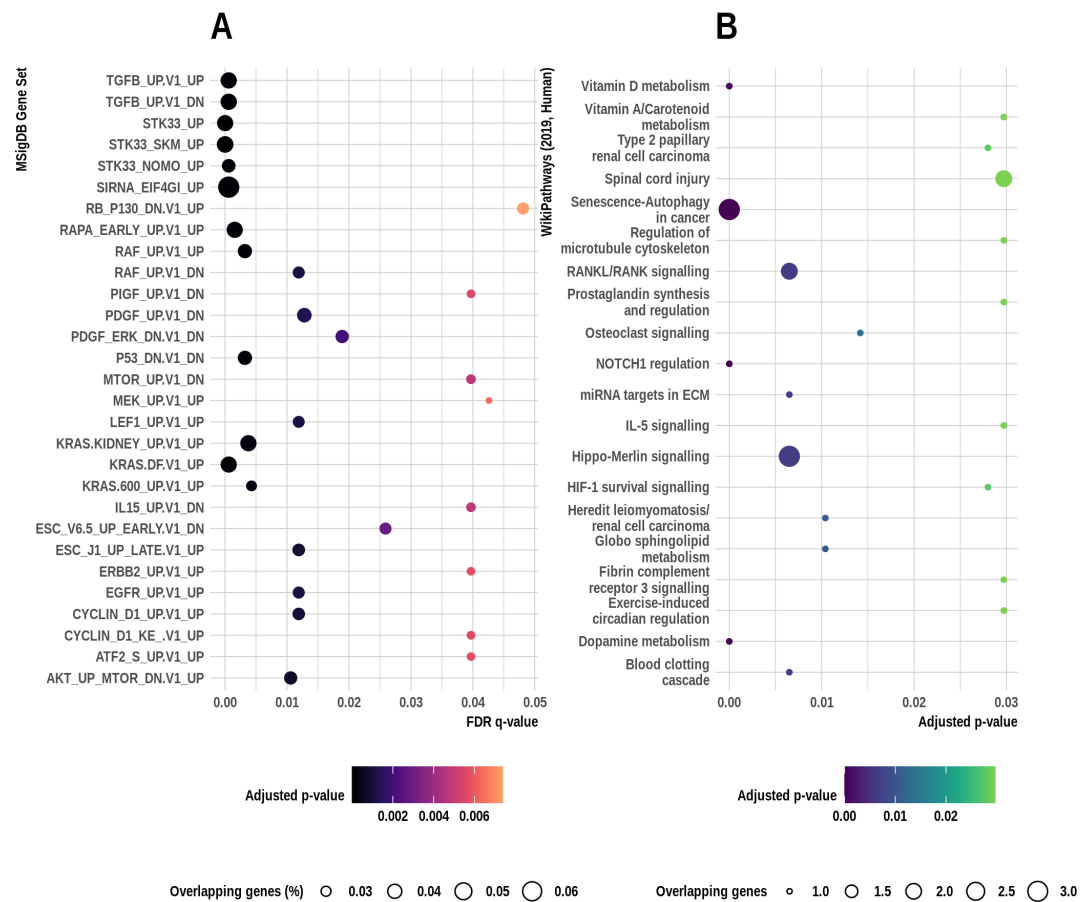 A
MSigDB Gene Set
TGFB_UP.V1_UP
TGFB_UP.V1_DN
STK33_UP
STK33_SKM_UP
STK33_NOMO_UP
SIRNA_EIF4GI_UP
RB_P130_DN.V1_UP
RAPA_EARLY_UP.V1_UP
RAF_UP.V1_UP
RAF_UP.V1_DN
PIGF_UP.V1_DN
PDGF_UP.V1_DN
PDGF_ERK_DN.V1_DN
P53_DN.V1_DN
MTOR_UP.V1_DN
MEK_UP.V1_UP
LEF1_UP.V1_UP
KRAS.KIDNEY_UP.V1_UP
KRAS.DF.V1_UP
KRAS.600_UP.V1_UP
IL15_UP.V1_DN
ESC_V6.5_UP_EARLY.V1_DN
ESC_J1_UP_LATE.V1_UP
ERBB2_UP.V1_UP
EGFR_UP.V1_UP
CYCLIN_D1_UP.V1_UP
CYCLIN_D1_KE_.V1_UP
ATF2_S_UP.V1_UP
AKT_UP_MTOR_DN.V1_UP
0.00 0.01 0.02 0.03 0.04 0.05
FDR q-value
Adjusted p-value
0.002 0.004 0.006
Overlapping genes (%) 0.03 0.04 0.05 0.06
B
WikiPathways (2019, Human)
Vitamin D metabolism
Vitamin A/Carotenoid
metabolism
Type 2 papillary
renal cell carcinoma
Spinal cord injury
Senescence-Autophagy
in cancer
Regulation of
microtubule cytoskeleton
RANKL/RANK signalling
Prostaglandin synthesis
and regulation
Osteoclast signalling
NOTCH1 regulation
miRNA targets in ECM
IL-5 signalling
Hippo-Merlin signalling
HIF-1 survival signalling
Heredit leiomyomatosis/
renal cell carcinoma
Globo sphingolipid
metabolism
Fibrin complement
receptor 3 signalling
Exercise-induced
circadian regulation
Dopamine metabolism
Blood clotting
cascade
0.00 0.01 0.02 0.03
Adjusted p-value
Adjusted p-value
0.00 0.01 0.02
Overlapping genes 1.0 1.5 2.0 2.5 3.0